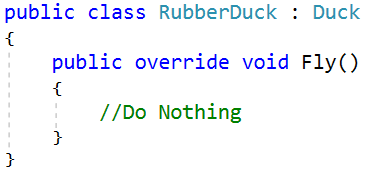 public class RubberDuck : Duck
{
    public override void Fly()
    {
        //Do Nothing
    }
}